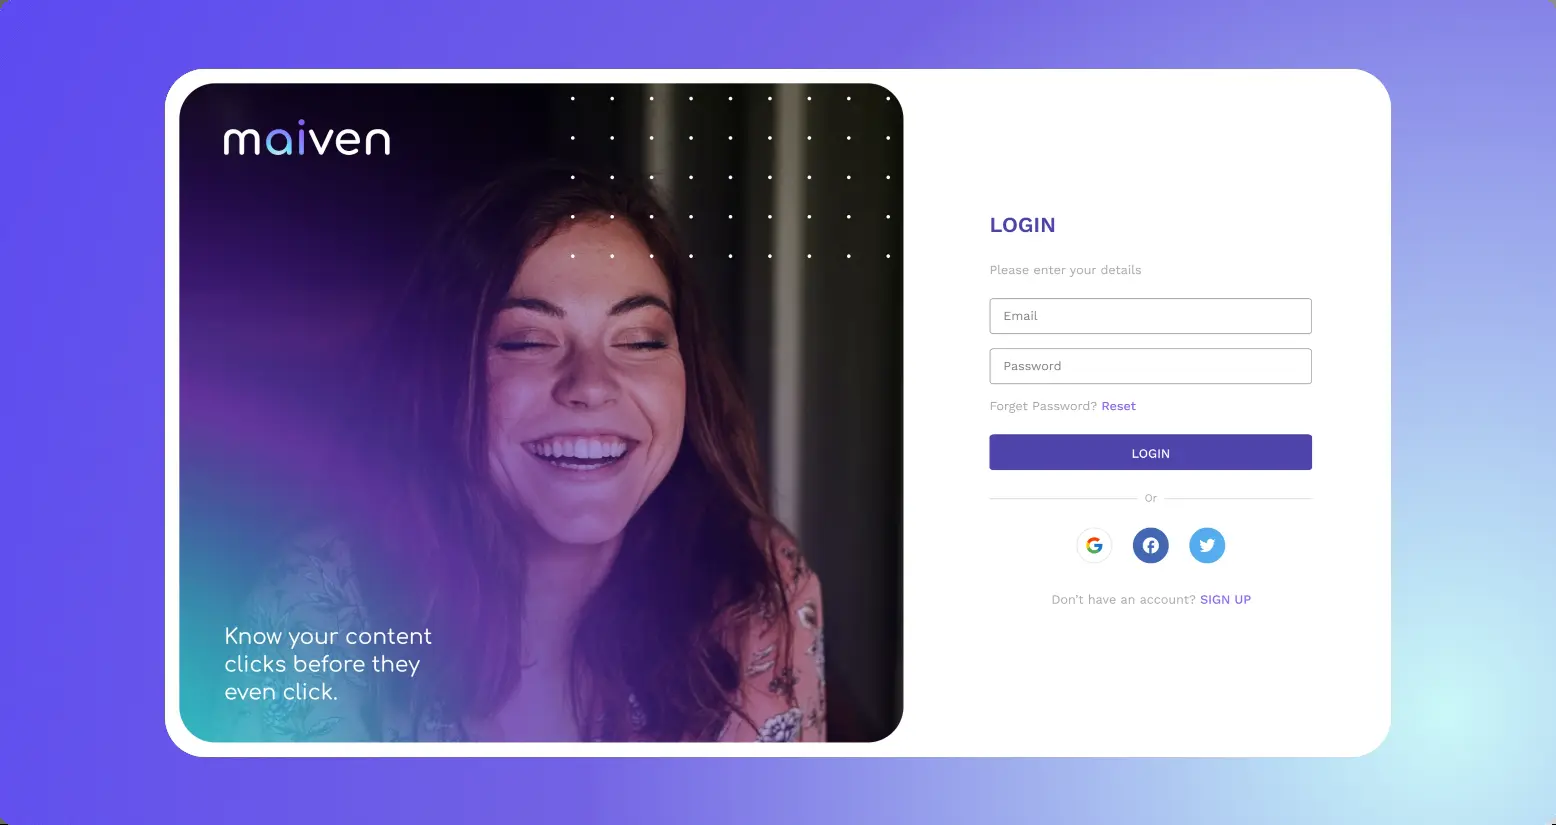 maiven
Know your content
clicks before they
even click.
LOGIN
Please enter your details
Email
Password
Forget Password? Reset
LOGIN
Or
Don't have an account? SIGN UP